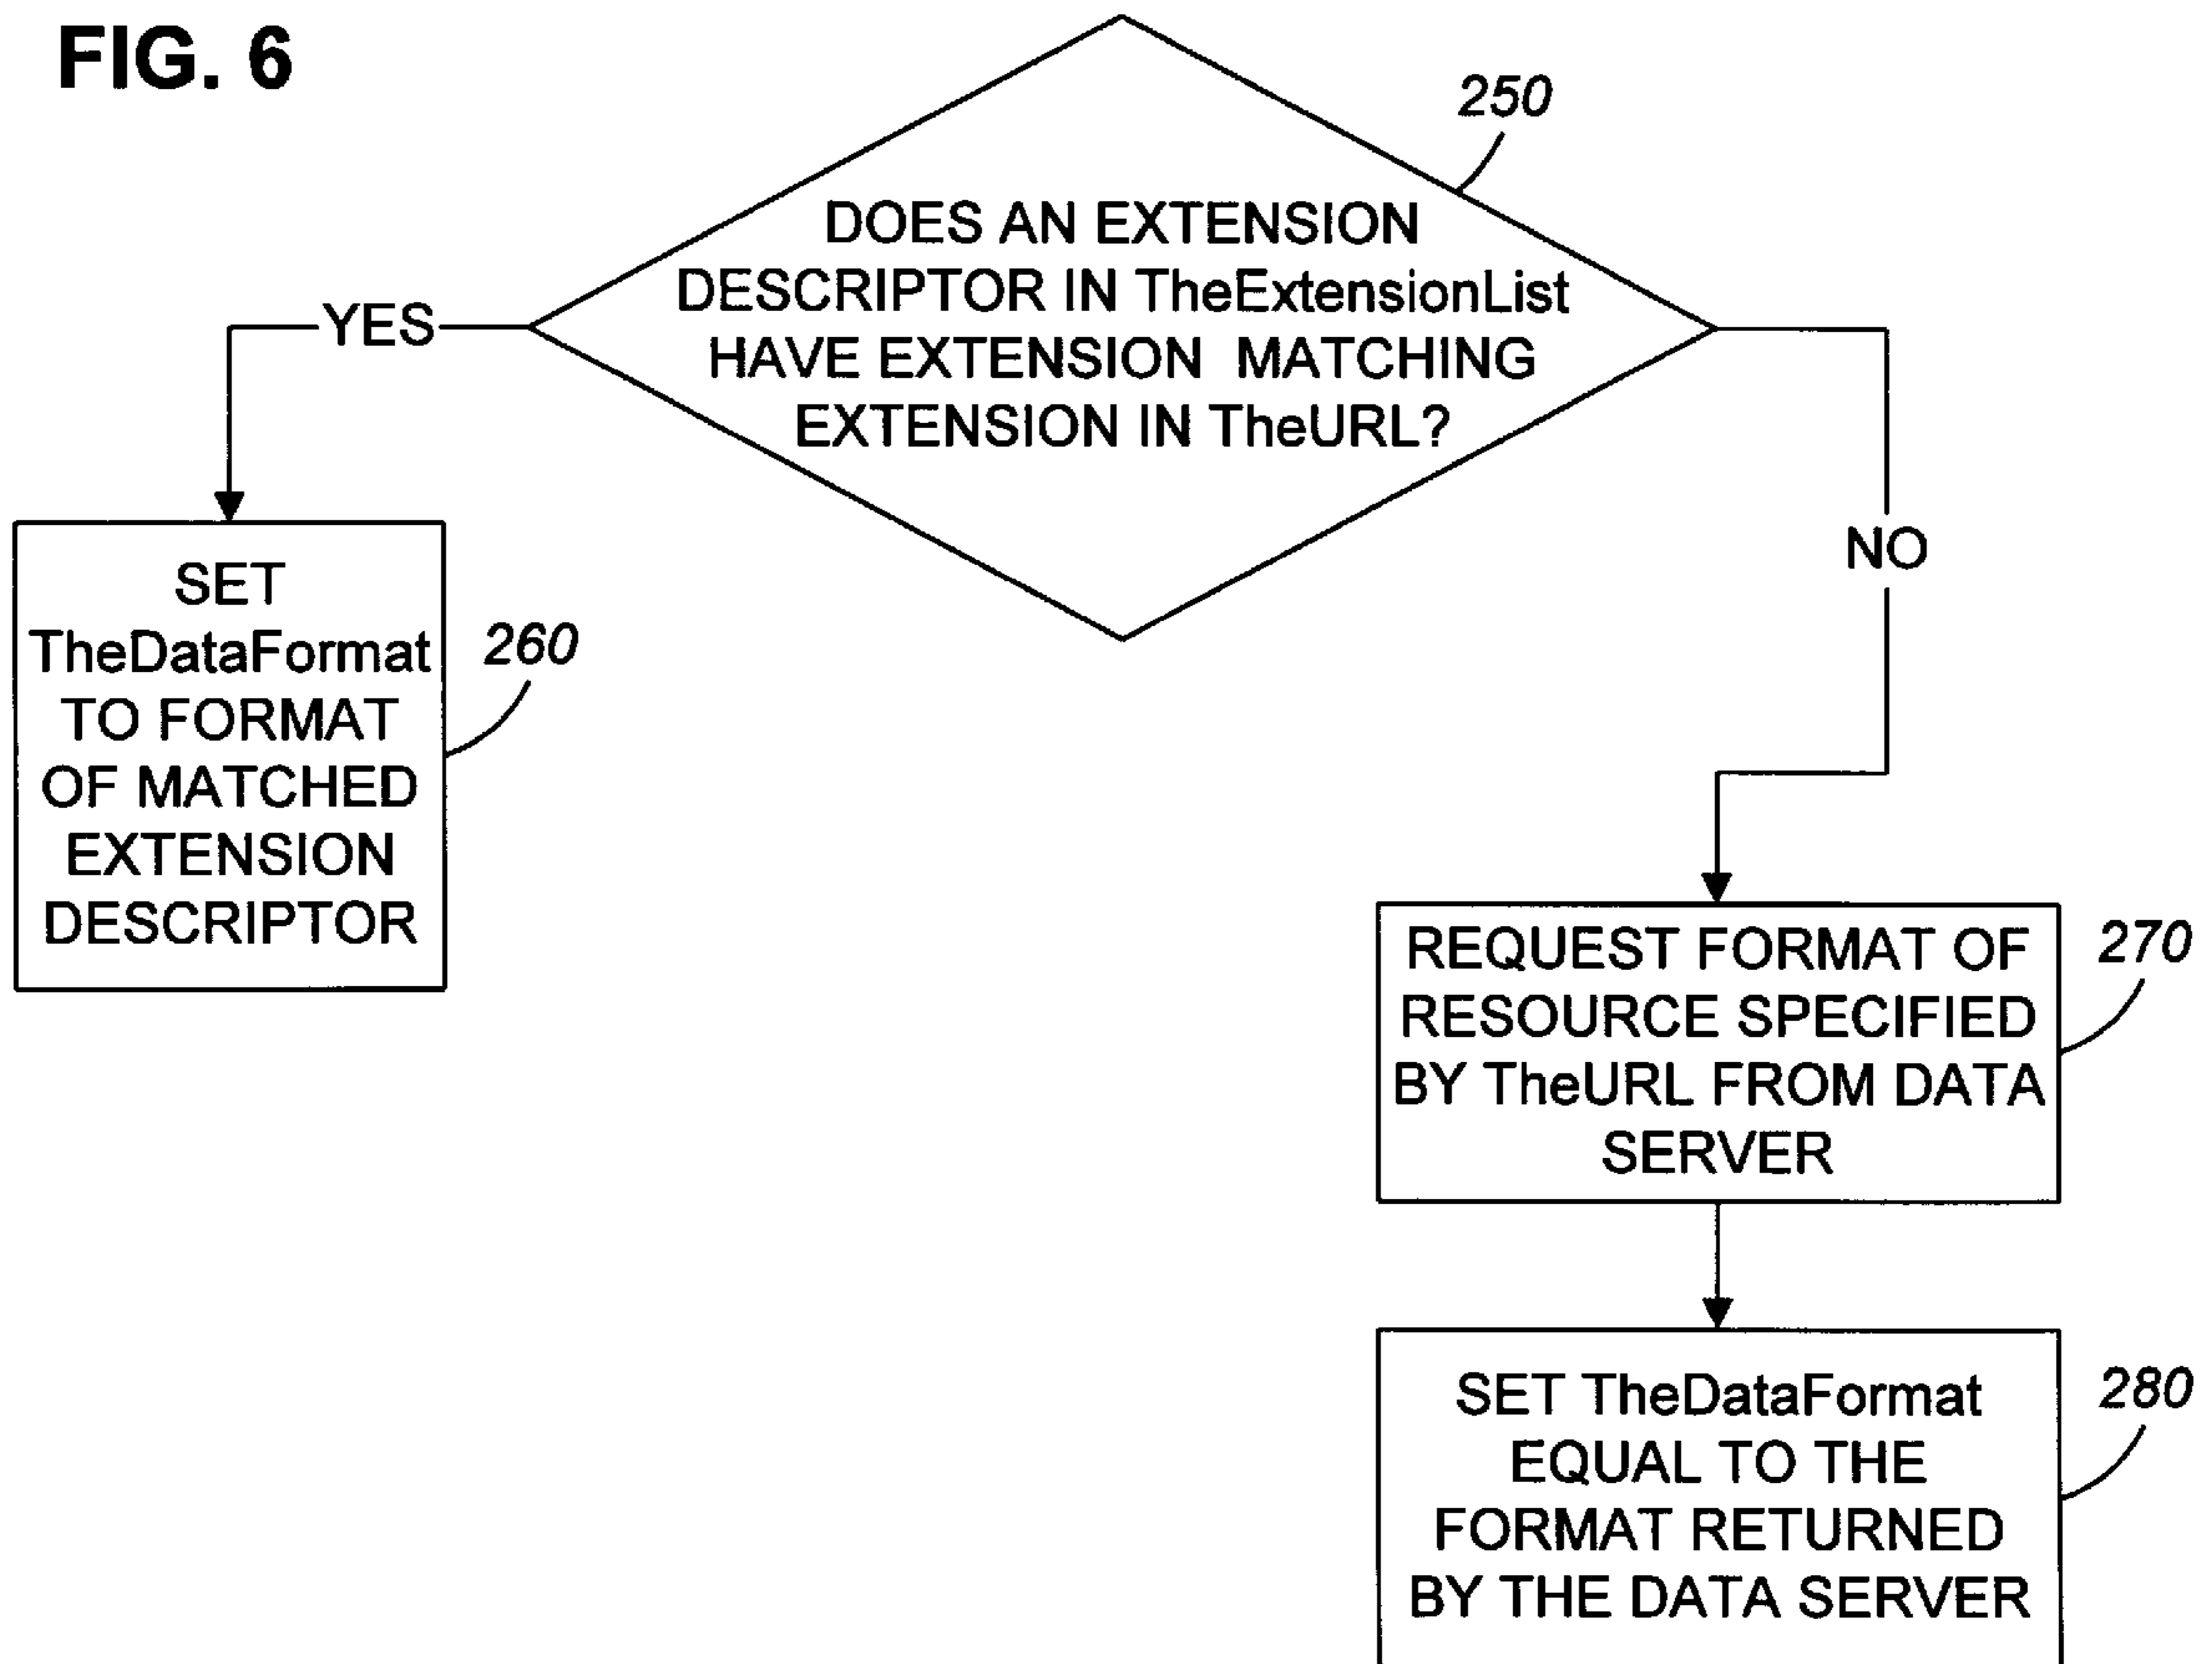 FIG. 6
250
DOES AN EXTENSION
DESCRIPTOR IN TheExtensionList
HAVE EXTENSION MATCHING
EXTENSION IN TheURL?
YES
NO
SET
TheDataFormat
TO FORMAT
OF MATCHED
EXTENSION
DESCRIPTOR
260
REQUEST FORMAT OF
RESOURCE SPECIFIED
BY TheURL FROM DATA
SERVER
270
SET TheDataFormat
EQUAL TO THE
FORMAT RETURNED
BY THE DATA SERVER
280